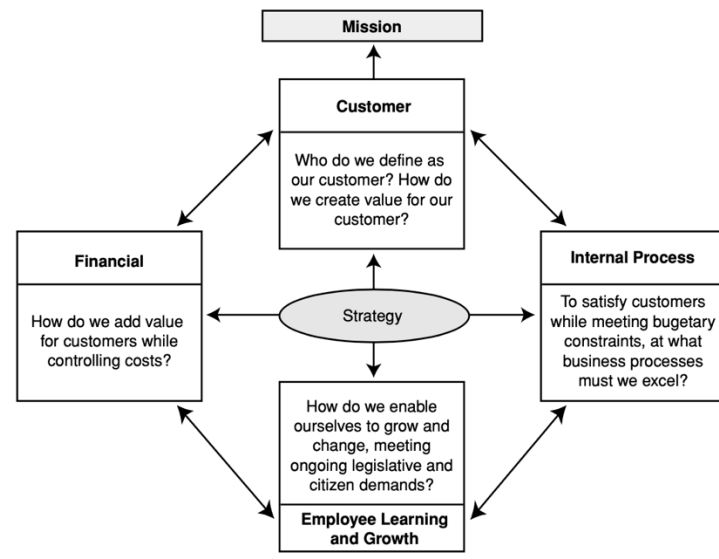 Mission
Customer
Who do we define as
our customer? How do
we create value for our
customer?
Financial
How do we add value
for customers while
controlling costs?
Strategy
Internal Process
To satisfy customers
while meeting bugetary
constraints, at what
business processes
must we excel?
How do we enable
ourselves to grow and
change, meeting
ongoing legislative and
citizen demands?
Employee Learning
and Growth